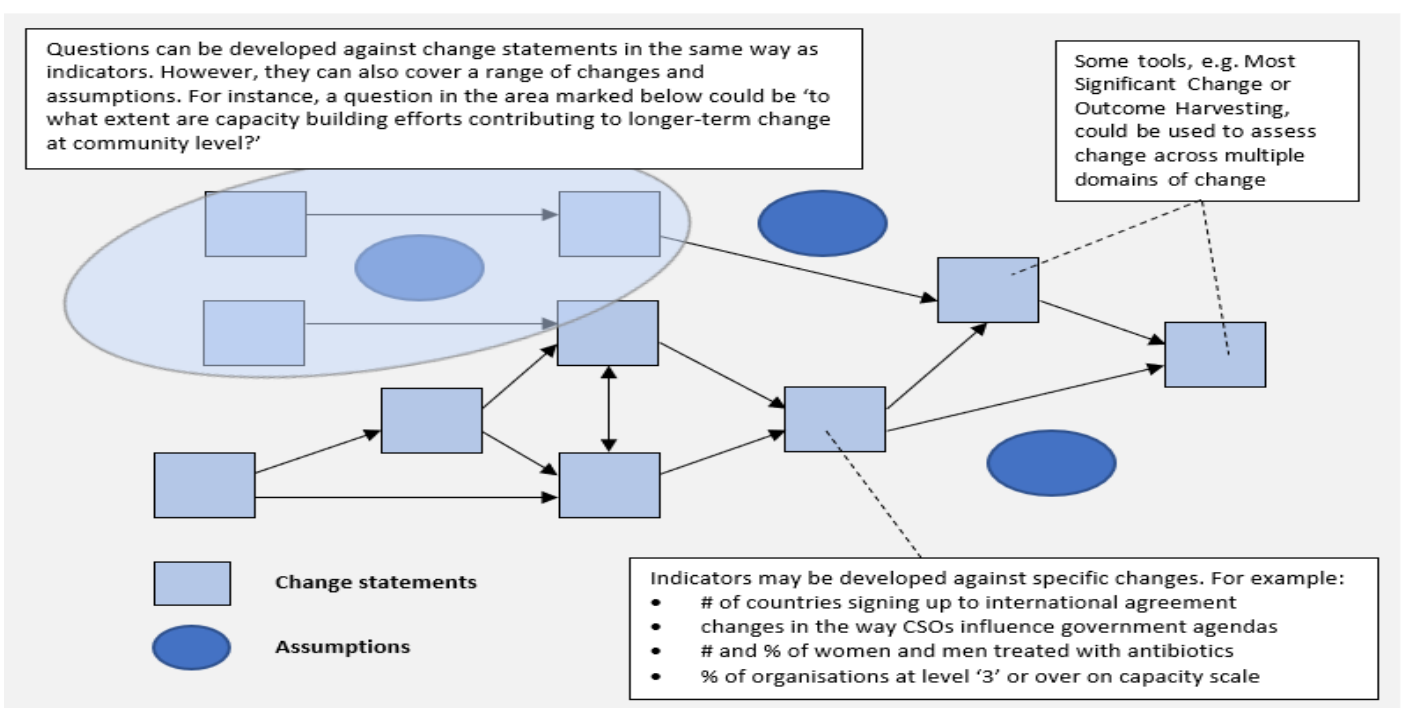 Questions can be developed against change statements in the same way as
indicators. However, they can also cover a range of changes and
assumptions. For instance, a question in the area marked below could be ‘to
what extent are capacity building efforts contributing to longer-term change
at community level?’
Some tools, e.g. Most
Significant Change or
Outcome Harvesting,
could be used to assess
change across multiple
domains of change
Change statements
Assumptions
Indicators may be developed against specific changes. For example:
• # of countries signing up to international agreement
• changes in the way CSOs influence government agendas
• # and % of women and men treated with antibiotics
• % of organisations at level ‘3’ or over on capacity scale